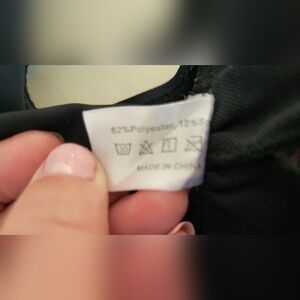 82%Polyester, 18%S
MADE IN CHINA